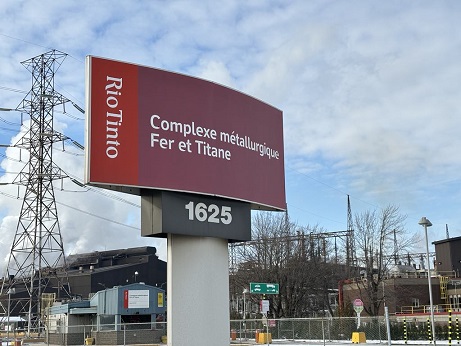 Rio Tinto
Complexe métallurgique
Fer et Titane
1625